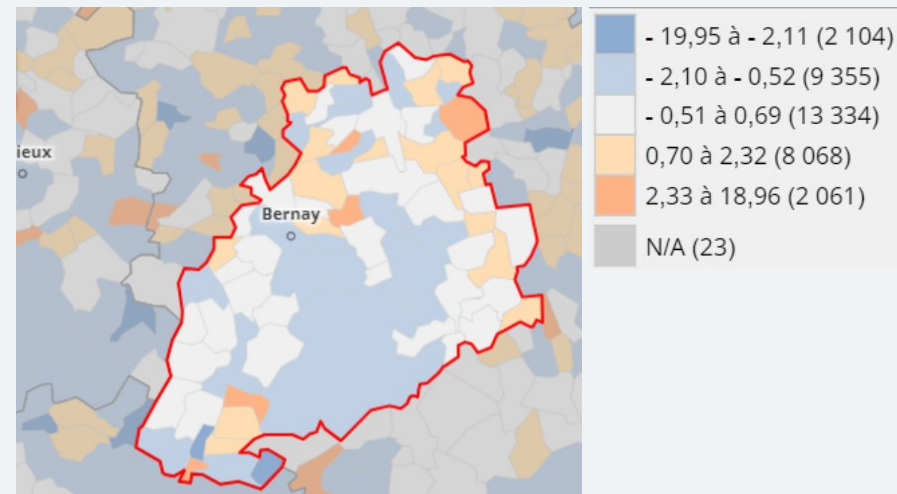 ieux
Bernay
- 19,95 à - 2,11 (2 104)
- 2,10 à - 0,52 (9 355)
- 0,51 à 0,69 (13 334)
0,70 à 2,32 (8 068)
2,33 à 18,96 (2 061)
N/A (23)